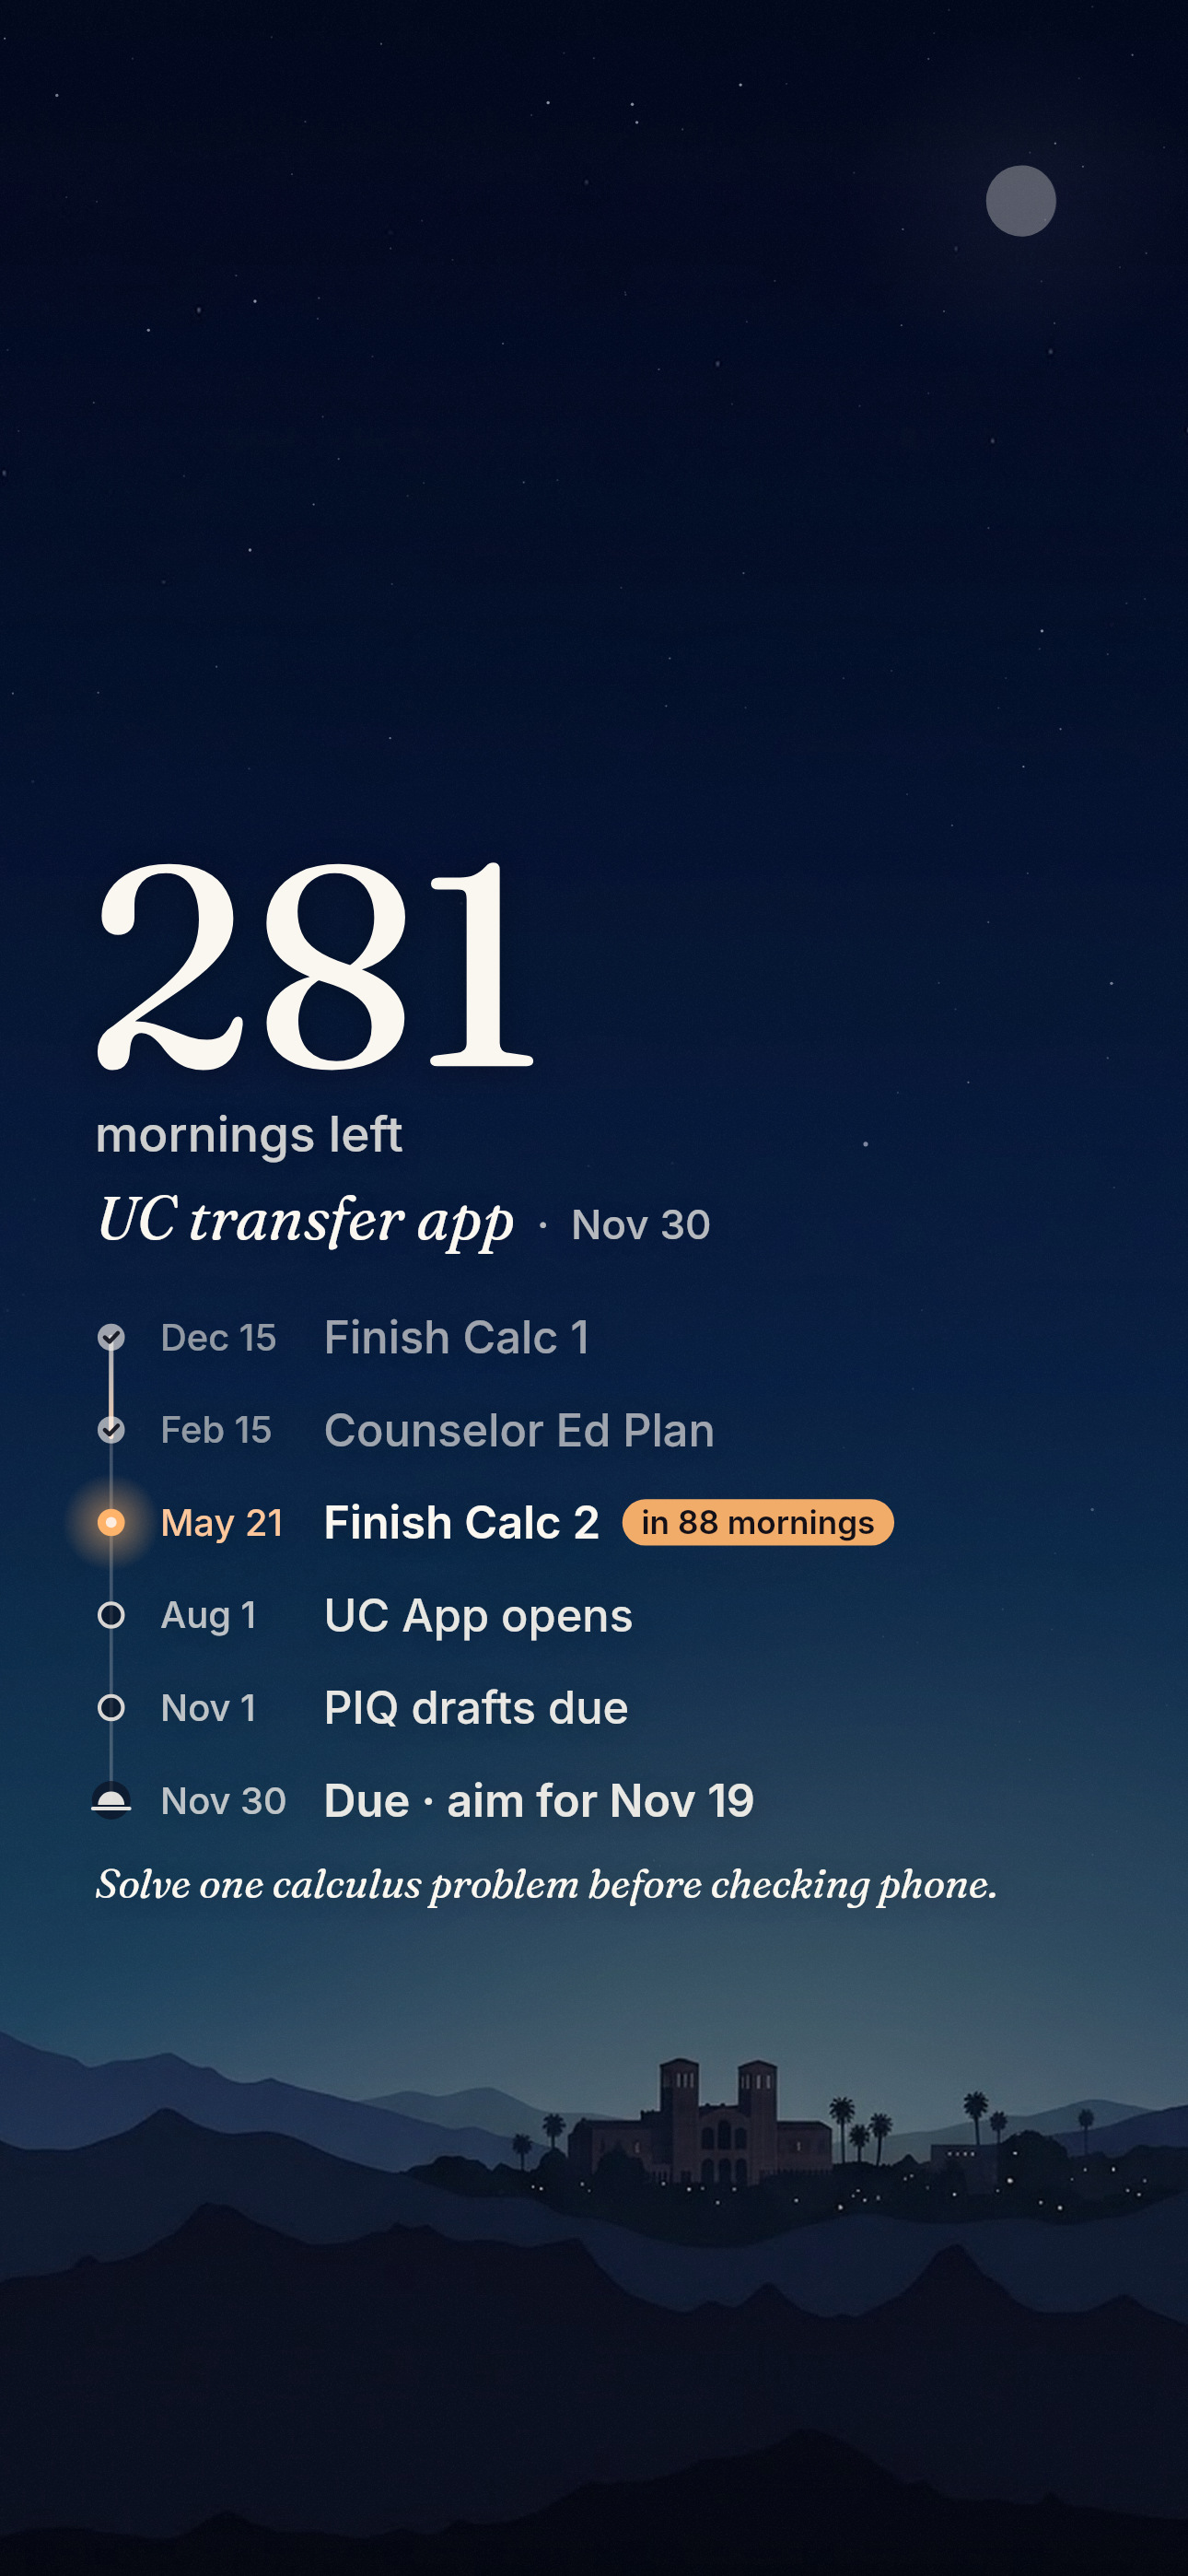 281
mornings left
UC transfer app · Nov 30
Dec 15 Finish Calc 1
Feb 15 Counselor Ed Plan
May 21 Finish Calc 2 in 88 mornings
Aug 1 UC App opens
Nov 1 PIQ drafts due
Nov 30 Due · aim for Nov 19
Solve one calculus problem before checking phone.